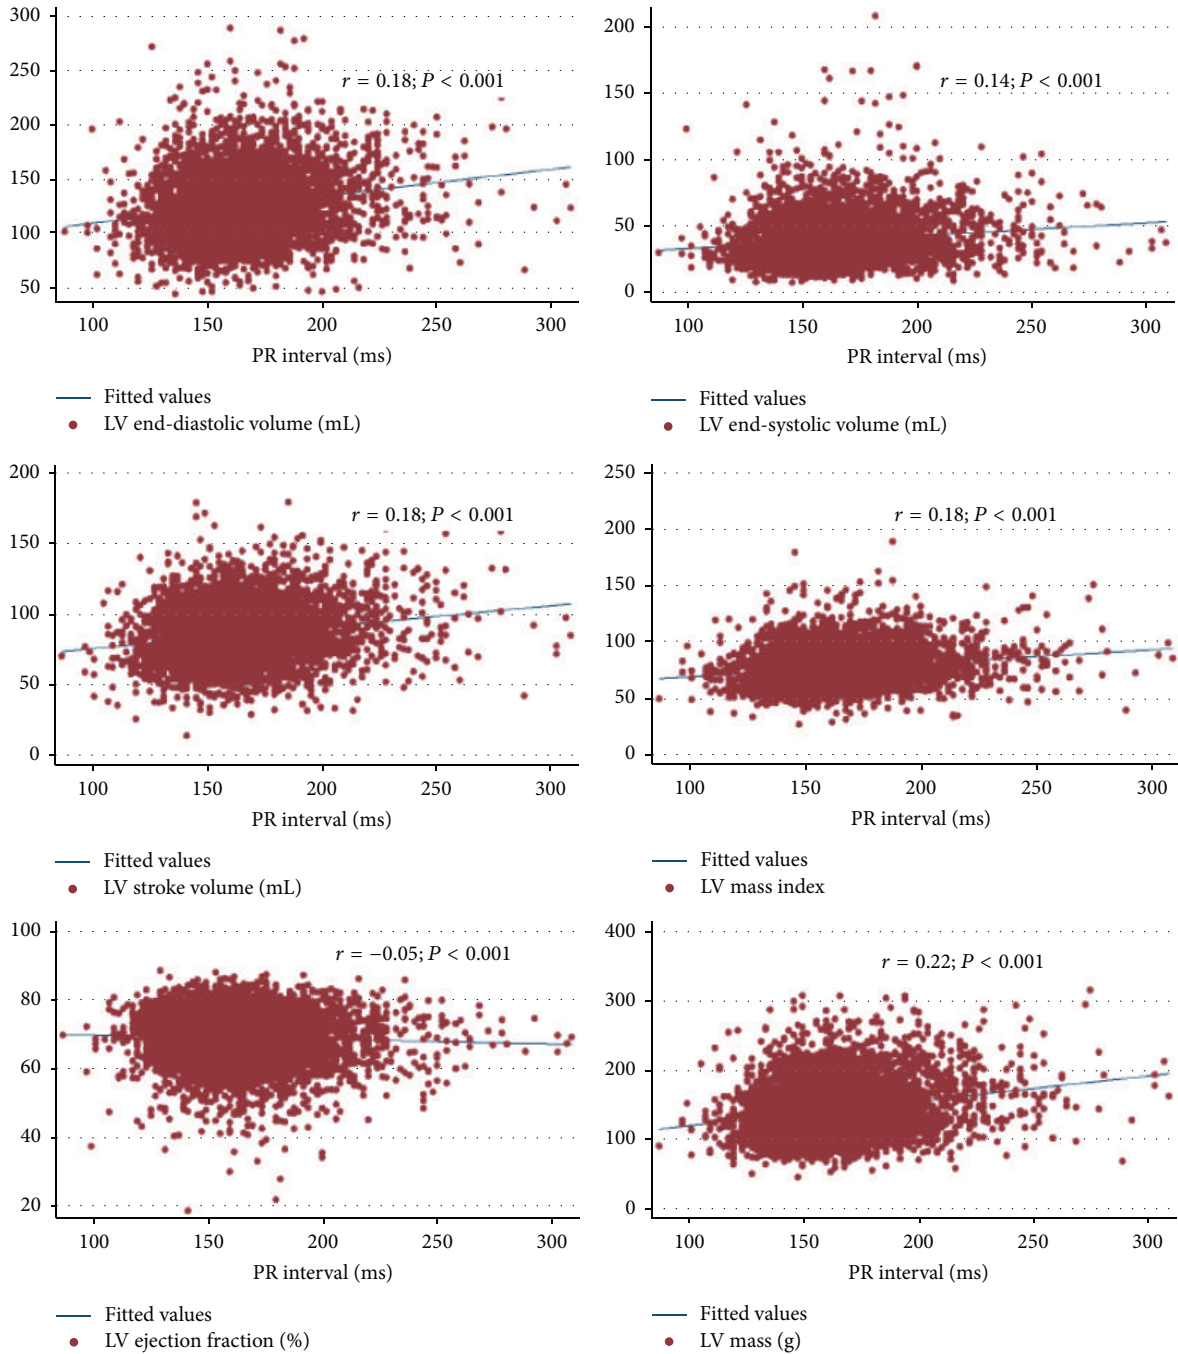 300
250
200
150
100
50
r = 0.18; P < 0.001
100 150 200 250 300
PR interval (ms)
Fitted values
LV end-diastolic volume (mL)
200
150
100
50
0
r = 0.14; P < 0.001
100 150 200 250 300
PR interval (ms)
Fitted values
LV end-systolic volume (mL)
200
150
100
50
0
r = 0.18; P < 0.001
100 150 200 250 300
PR interval (ms)
Fitted values
LV stroke volume (mL)
250
200
150
100
50
0
r = 0.18; P < 0.001
100 150 200 250 300
PR interval (ms)
Fitted values
LV mass index
100
80
60
40
20
r = −0.05; P < 0.001
100 150 200 250 300
PR interval (ms)
Fitted values
LV ejection fraction (%)
400
300
200
100
0
r = 0.22; P < 0.001
100 150 200 250 300
PR interval (ms)
Fitted values
LV mass (g)